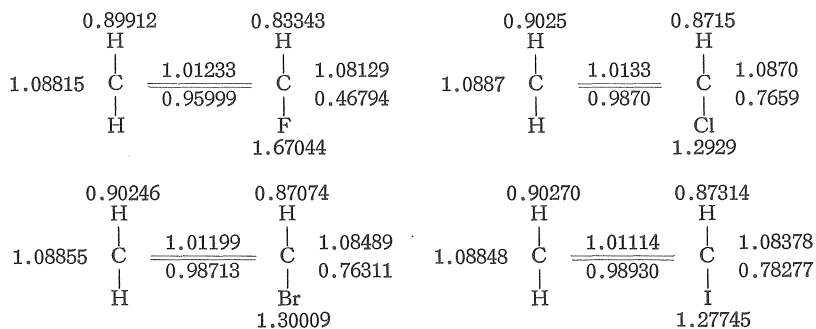 0.89912 0.83343 0.9025 0.8715
H H H H
1.08815 C 1.01233 C 1.08129 1.0887 C 1.0133 C 1.0870
0.95999 0.46794 0.9870 0.7659
H F H Cl
1.67044 1.2929
0.90246 0.87074 0.90270 0.87314
H H H H
1.08855 C 1.01199 C 1.08489 1.08848 C 1.01114 C 1.08378
0.98713 0.76311 0.98930 0.78277
H Br H I
1.30009 1.27745